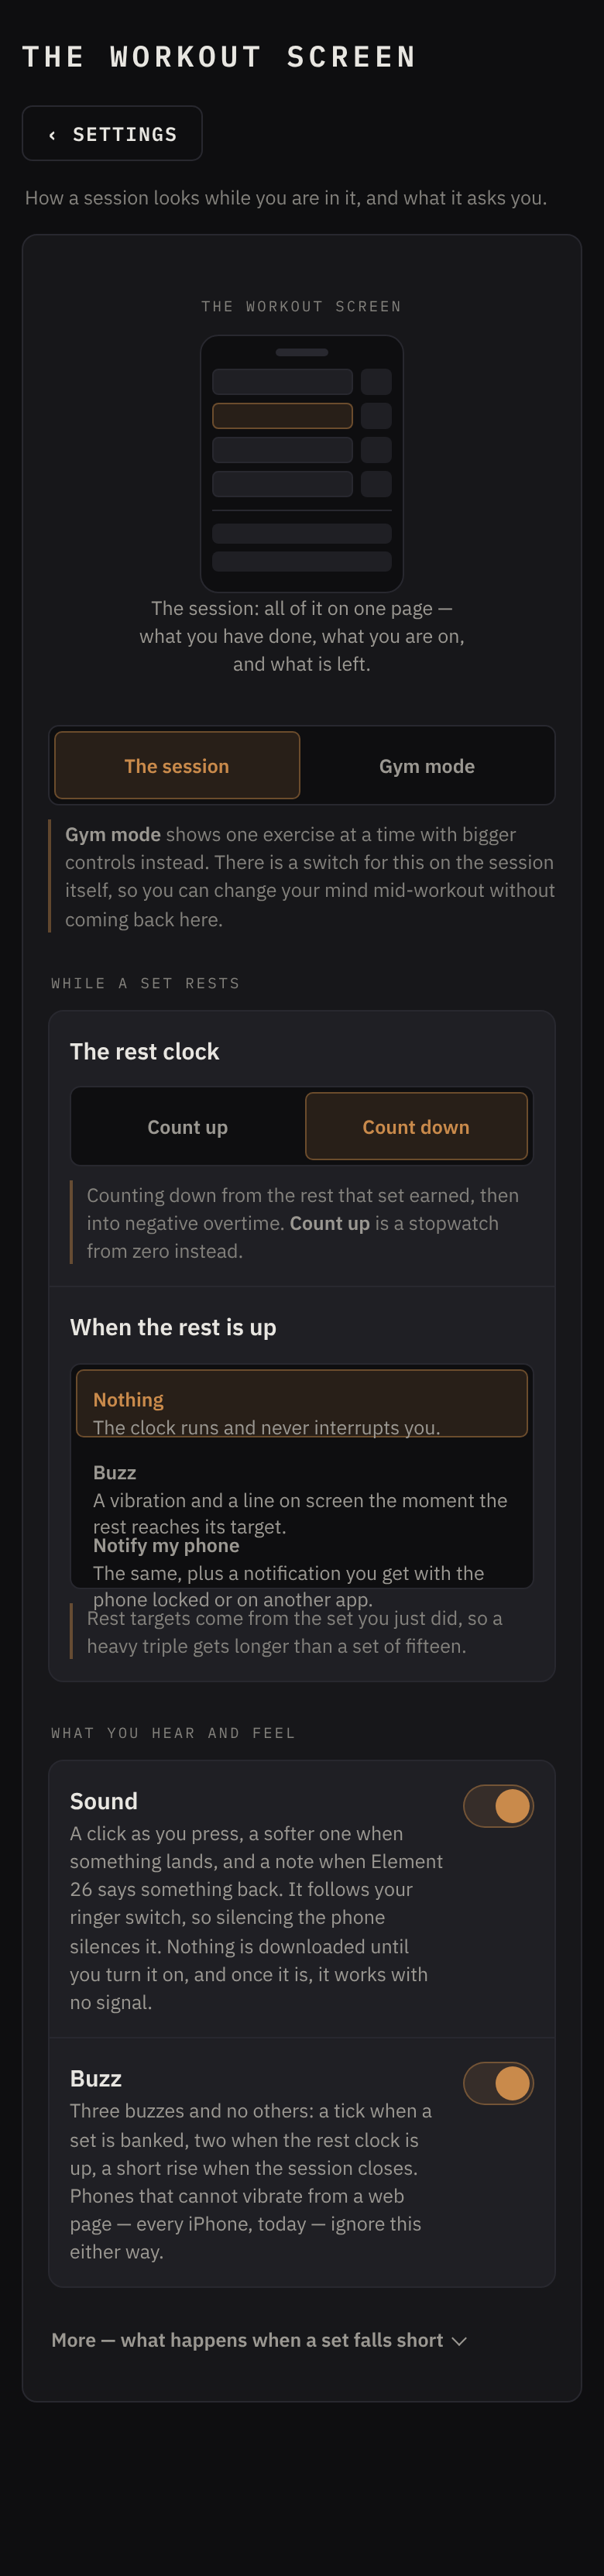 THE WORKOUT SCREEN
‹ SETTINGS
How a session looks while you are in it, and what it asks you.
THE WORKOUT SCREEN
The session: all of it on one page —
what you have done, what you are on,
and what is left.
The session
Gym mode
Gym mode shows one exercise at a time with bigger
controls instead. There is a switch for this on the session
itself, so you can change your mind mid-workout without
coming back here.
WHILE A SET RESTS
The rest clock
Count up
Count down
Counting down from the rest that set earned, then
into negative overtime. Count up is a stopwatch
from zero instead.
When the rest is up
Nothing
The clock runs and never interrupts you.
Buzz
A vibration and a line on screen the moment the
rest reaches its target.
Notify my phone
The same, plus a notification you get with the
phone locked or on another app.
Rest targets come from the set you just did, so a
heavy triple gets longer than a set of fifteen.
WHAT YOU HEAR AND FEEL
Sound
A click as you press, a softer one when
something lands, and a note when Element
26 says something back. It follows your
ringer switch, so silencing the phone
silences it. Nothing is downloaded until
you turn it on, and once it is, it works with
no signal.
Buzz
Three buzzes and no others: a tick when a
set is banked, two when the rest clock is
up, a short rise when the session closes.
Phones that cannot vibrate from a web
page — every iPhone, today — ignore this
either way.
More — what happens when a set falls short